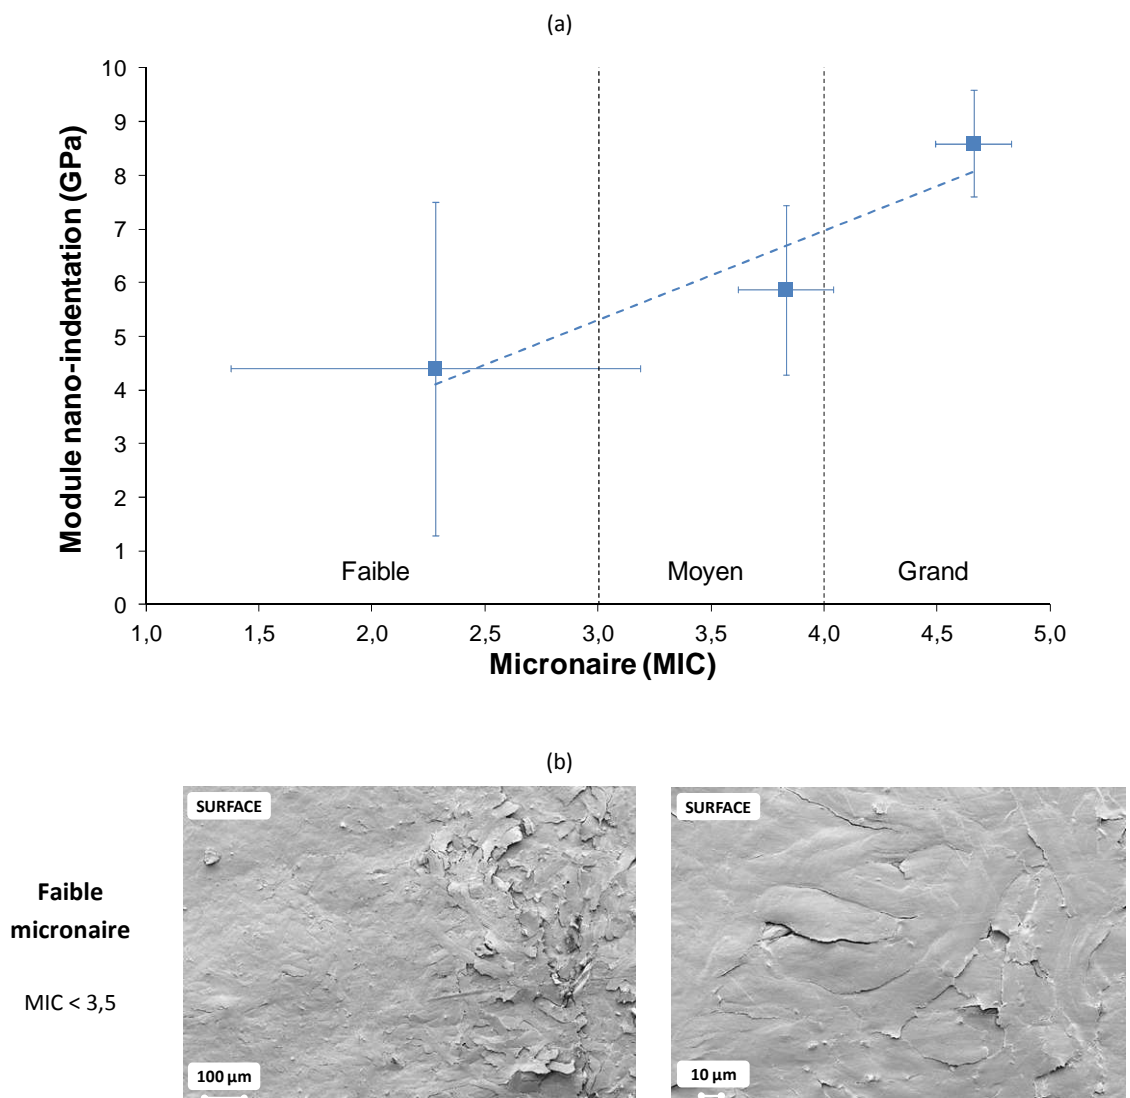 (a)
Module nano-indentation (GPa)
10
9
8
7
6
5
4
3
2
1
0
Faible Moyen Grand
1,0 1,5 2,0 2,5 3,0 3,5 4,0 4,5 5,0
Micronaire (MIC)
(b)
Faible
micronaire
MIC < 3,5
SURFACE
100 µm
SURFACE
10 µm